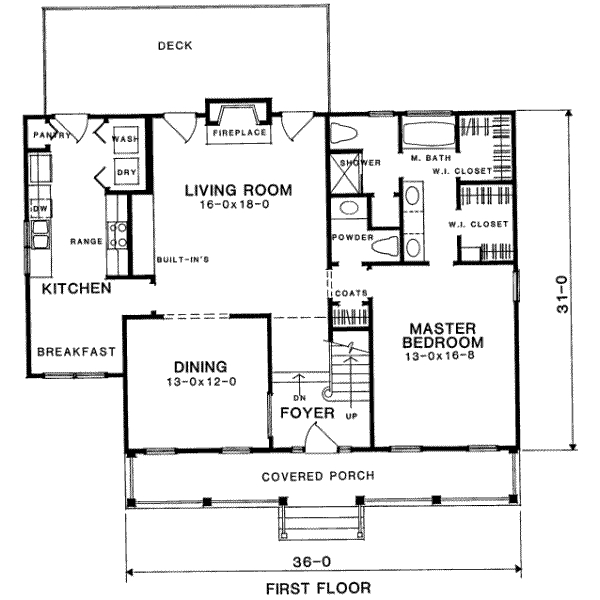 DECK
PANTRY
WASH
DRY
FIREPLACE
SHOWER
M. BATH
W.I. CLOSET
LIVING ROOM
16-0x18-0
DW
RANGE
BUILT-IN'S
POWDER
W.I. CLOSET
KITCHEN
COATS
31-0
BREAKFAST
MASTER
BEDROOM
13-0x16-8
DINING
13-0x12-0
DN
FOYER
UP
COVERED PORCH
36-0
FIRST FLOOR